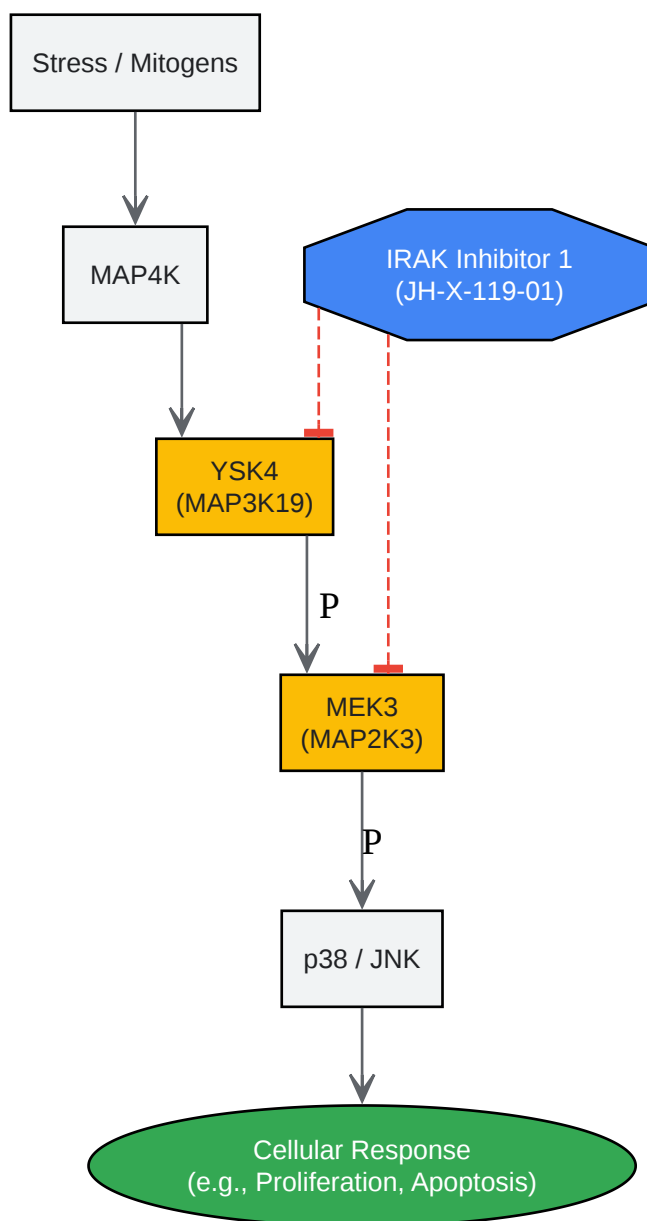 Stress / Mitogens
MAP4K
IRAK Inhibitor 1
(JH-X-119-01)
YSK4
(MAP3K19)
P
MEK3
(MAP2K3)
P
p38 / JNK
Cellular Response
(e.g., Proliferation, Apoptosis)